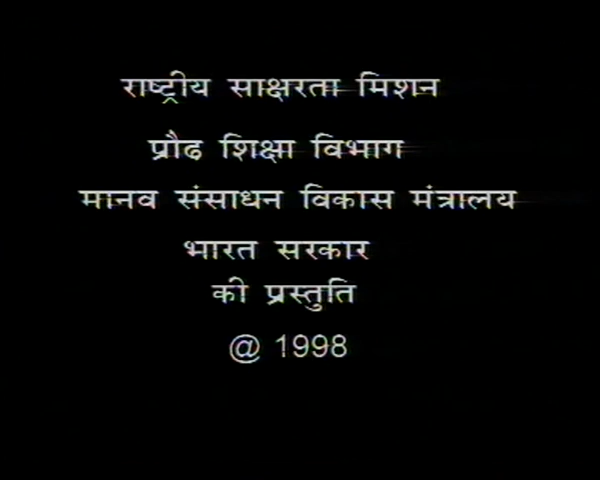 राष्ट्रीय साक्षरता मिशन
प्रौढ शिक्षा विभाग
मानव संसाधन विकास मंत्रालय
भारत सरकार
की प्रस्तुति
@ 1998